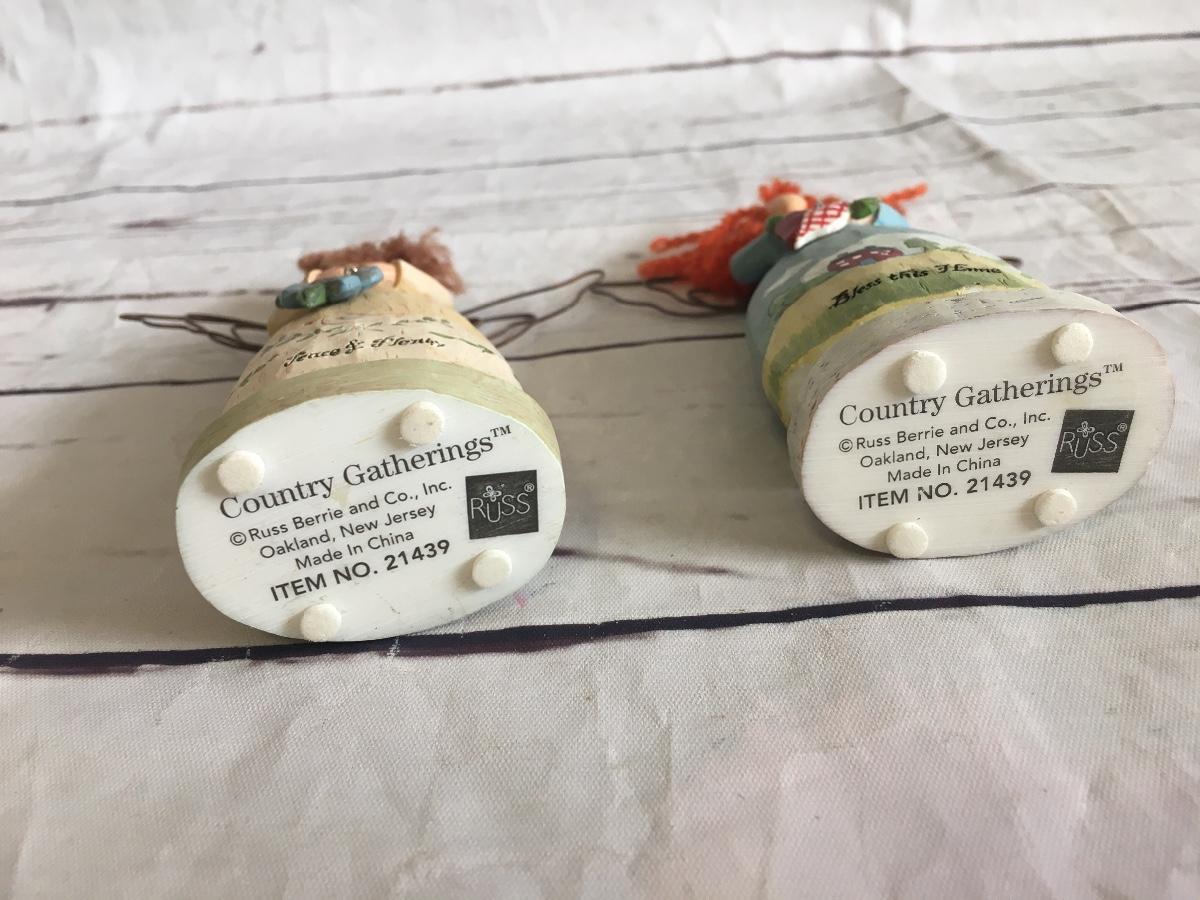 Peace & Plenty
Country Gatherings™
©Russ Berrie and Co., Inc.
Oakland, New Jersey
Made In China
ITEM NO. 21439
RUSS®
Bless this Home
Country Gatherings™
©Russ Berrie and Co., Inc.
Oakland, New Jersey
Made In China
ITEM NO. 21439
RUSS®